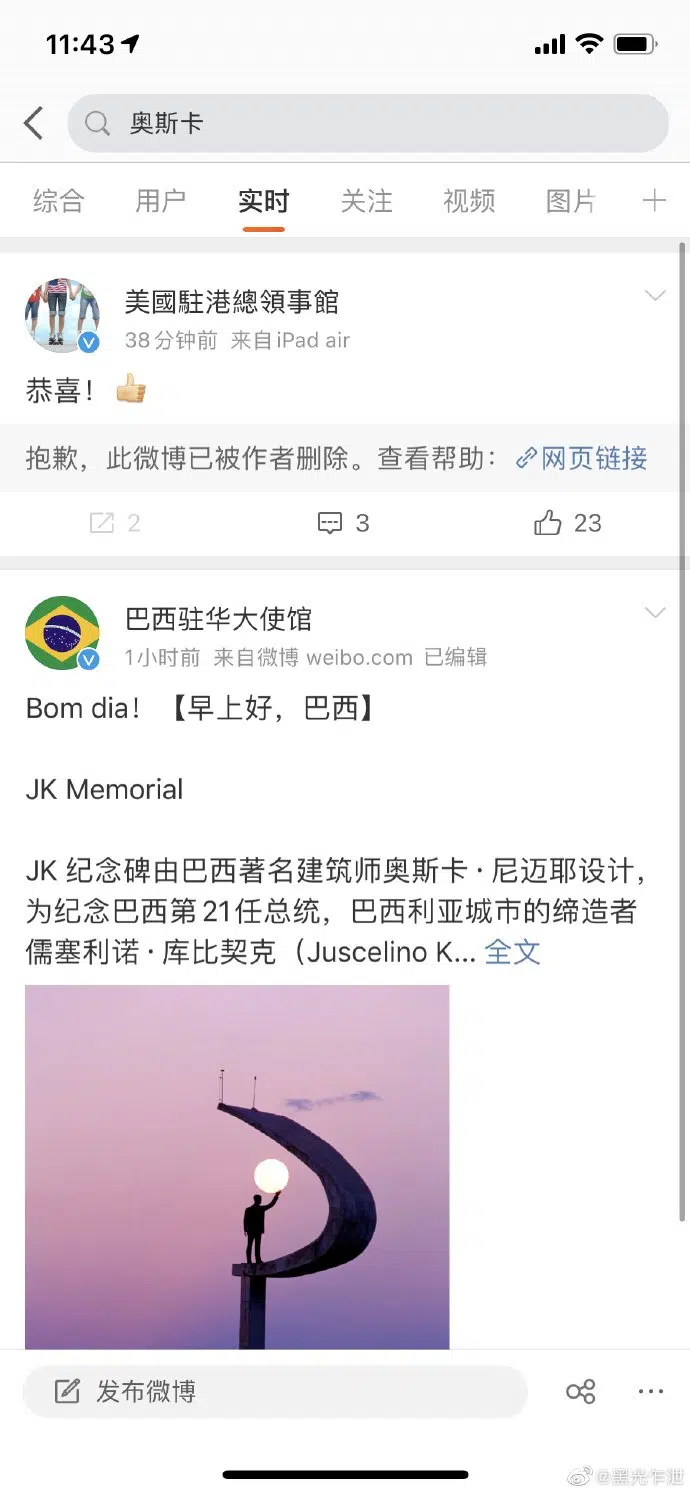 11:43
奥斯卡
综合 用户 实时 关注 视频 图片
美國駐港總領事館
38分钟前 来自iPad air
恭喜！👍
抱歉，此微博已被作者删除。查看帮助：网页链接
2 3 23
巴西驻华大使馆
1小时前 来自微博 weibo.com 已编辑
Bom dia！【早上好，巴西】
JK Memorial
JK 纪念碑由巴西著名建筑师奥斯卡·尼迈耶设计，
为纪念巴西第21任总统，巴西利亚城市的缔造者
儒塞利诺·库比契克（Juscelino K... 全文
发布微博
@黑光乍泄